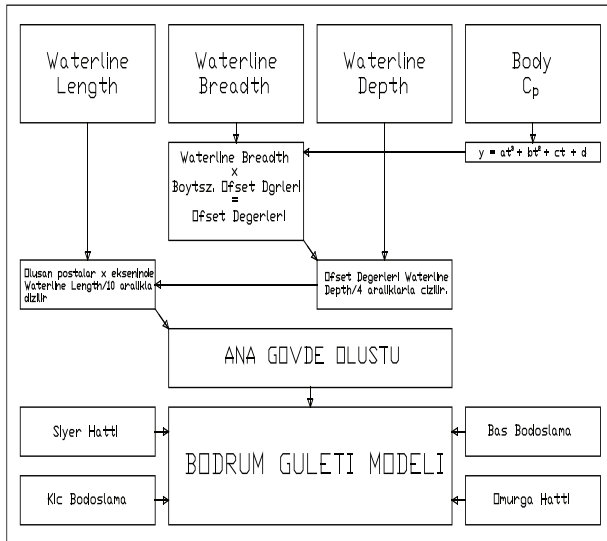 Waterline
Length
Waterline
Breadth
Waterline
Depth
Body
Cp
Waterline Breadth
x
Boytsz. Ofset Dgrleri
=
Ofset Degerleri
y = at³ + bt² + ct + d
Olusan postalar x ekseninde
Waterline Length/10 aralikla
dizilir
Ofset Degerleri Waterline
Depth/4 araliklarla cizilir.
ANA GOVDE OLUSTU
Siyer Hatti
Bas Bodoslama
BODRUM GULETI MODELI
Kic Bodoslama
Omurga Hatti